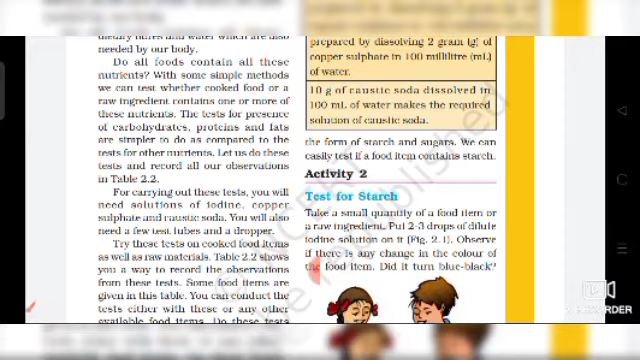 dietary fibres and water which are also
needed by our body.
Do all foods contain all these
nutrients? With some simple methods
we can test whether cooked food or a
raw ingredient contains one or more of
these nutrients. The tests for presence
of carbohydrates, proteins and fats
are simpler to do as compared to the
tests for other nutrients. Let us do these
tests and record all our observations
in Table 2.2.
For carrying out these tests, you will
need solutions of iodine, copper
sulphate and caustic soda. You will also
need a few test tubes and a dropper.
Try these tests on cooked food items
as well as raw materials. Table 2.2 shows
you a way to record the observations
from these tests. Some food items are
given in this table. You can conduct the
tests either with these or any other
available food items. Do these tests
prepared by dissolving 2 gram (g) of
copper sulphate in 100 millilitre (mL)
of water.
10 g of caustic soda dissolved in
100 mL of water makes the required
solution of caustic soda.
the form of starch and sugars. We can
easily test if a food item contains starch.
Activity 2
Test for Starch
Take a small quantity of a food item or
a raw ingredient. Put 2-3 drops of dilute
iodine solution on it (Fig. 2.1). Observe
if there is any change in the colour of
the food item. Did it turn blue-black?
© NCERT
republished
RECORDER